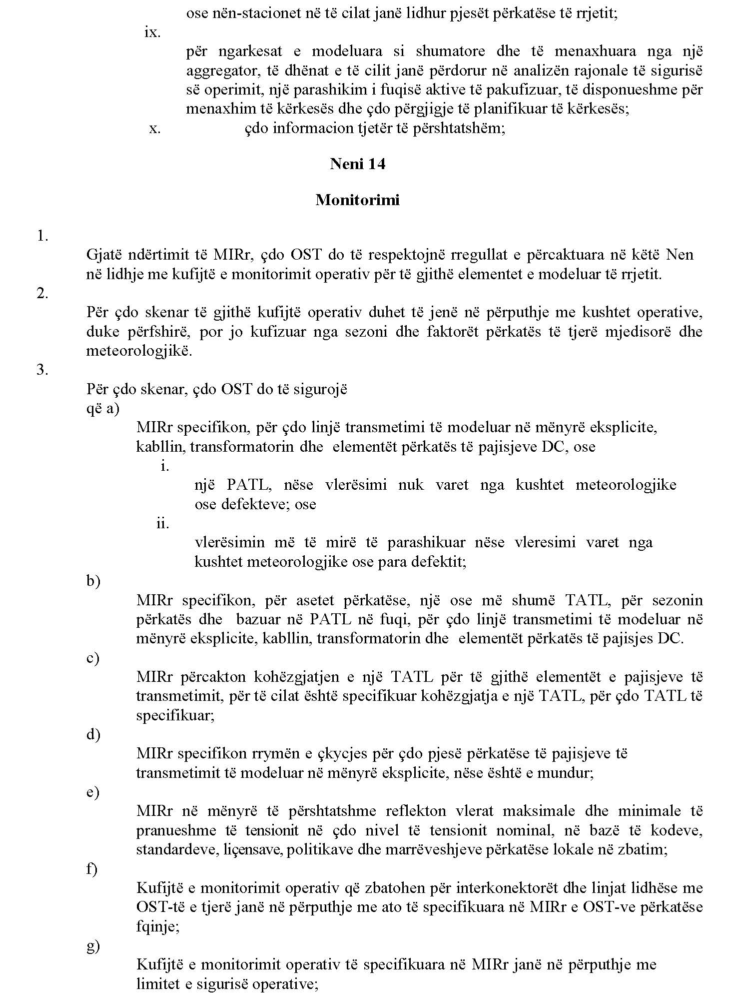 ose nën-stacionet në të cilat janë lidhur pjesët përkatëse të rrjetit;
ix.
për ngarkesat e modeluara si shumatore dhe të menaxhuara nga një
aggregator, të dhënat e të cilit janë përdorur në analizën rajonale të sigurisë
së operimit, një parashikim i fuqisë aktive të pakufizuar, të disponueshme për
menaxhim të kërkesës dhe çdo përgjigje të planifikuar të kërkesës;
x. çdo informacion tjetër të përshtatshëm;
Neni 14
Monitorimi
1.
Gjatë ndërtimit të MIRr, çdo OST do të respektojnë rregullat e përcaktuara në këtë Nen
në lidhje me kufijtë e monitorimit operativ për të gjithë elementet e modeluar të rrjetit.
2.
Për çdo skenar të gjithë kufijtë operativ duhet të jenë në përputhje me kushtet operative,
duke përfshirë, por jo kufizuar nga sezoni dhe faktorët përkatës të tjerë mjedisorë dhe
meteorologjikë.
3.
Për çdo skenar, çdo OST do të sigurojë
që a)
MIRr specifikon, për çdo linjë transmetimi të modeluar në mënyrë eksplicite,
kabllin, transformatorin dhe elementët përkatës të pajisjeve DC, ose
i.
një PATL, nëse vlerësimi nuk varet nga kushtet meteorologjike
ose defekteve; ose
ii.
vlerësimin më të mirë të parashikuar nëse vleresimi varet nga
kushtet meteorologjike ose para defektit;
b)
MIRr specifikon, për asetet përkatëse, një ose më shumë TATL, për sezonin
përkatës dhe bazuar në PATL në fuqi, për çdo linjë transmetimi të modeluar në
mënyrë eksplicite, kabllin, transformatorin dhe elementët përkatës të pajisjes DC.
c)
MIRr përcakton kohëzgjatjen e një TATL për të gjithë elementët e pajisjeve të
transmetimit, për të cilat është specifikuar kohëzgjatja e një TATL, për çdo TATL të
specifikuar;
d)
MIRr specifikon rrymën e çkycjes për çdo pjesë përkatëse të pajisjeve të
transmetimit të modeluar në mënyrë eksplicite, nëse është e mundur;
e)
MIRr në mënyrë të përshtatshme reflekton vlerat maksimale dhe minimale të
pranueshme të tensionit në çdo nivel të tensionit nominal, në bazë të kodeve,
standardeve, liçensave, politikave dhe marrëveshjeve përkatëse lokale në zbatim;
f)
Kufijtë e monitorimit operativ që zbatohen për interkonektorët dhe linjat lidhëse me
OST-të e tjerë janë në përputhje me ato të specifikuara në MIRr e OST-ve përkatëse
fqinje;
g)
Kufijtë e monitorimit operativ të specifikuara në MIRr janë në përputhje me
limitet e sigurisë operative;